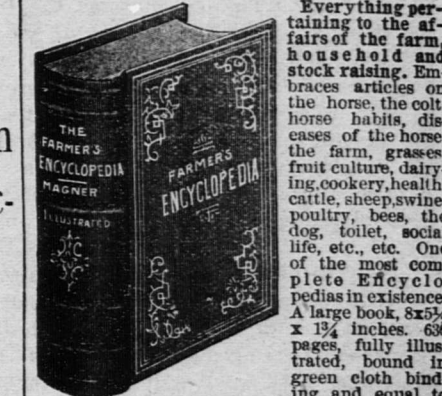 THE
FARMER'S
ENCYCLOPEDIA
MAGNER
ILLUSTRATED
FARMER'S
ENCYCLOPEDIA
Everything per-
taining to the af-
fairs of the farm,
household and
stock raising. Em
braces articles on
the horse, the colt
horse habits, dis
eases of the horse
the farm, grasses
fruit culture, dairy
ing, cookery, health
cattle, sheep, swine
poultry, bees, the
dog, toilet, social
life, etc., etc. One
of the most com
plete Encyclo
pedias in existence
A large book, 8x5¾
x 1¾ inches. 636
pages, fully illus
trated, bound in
green cloth bind
ing and equal to